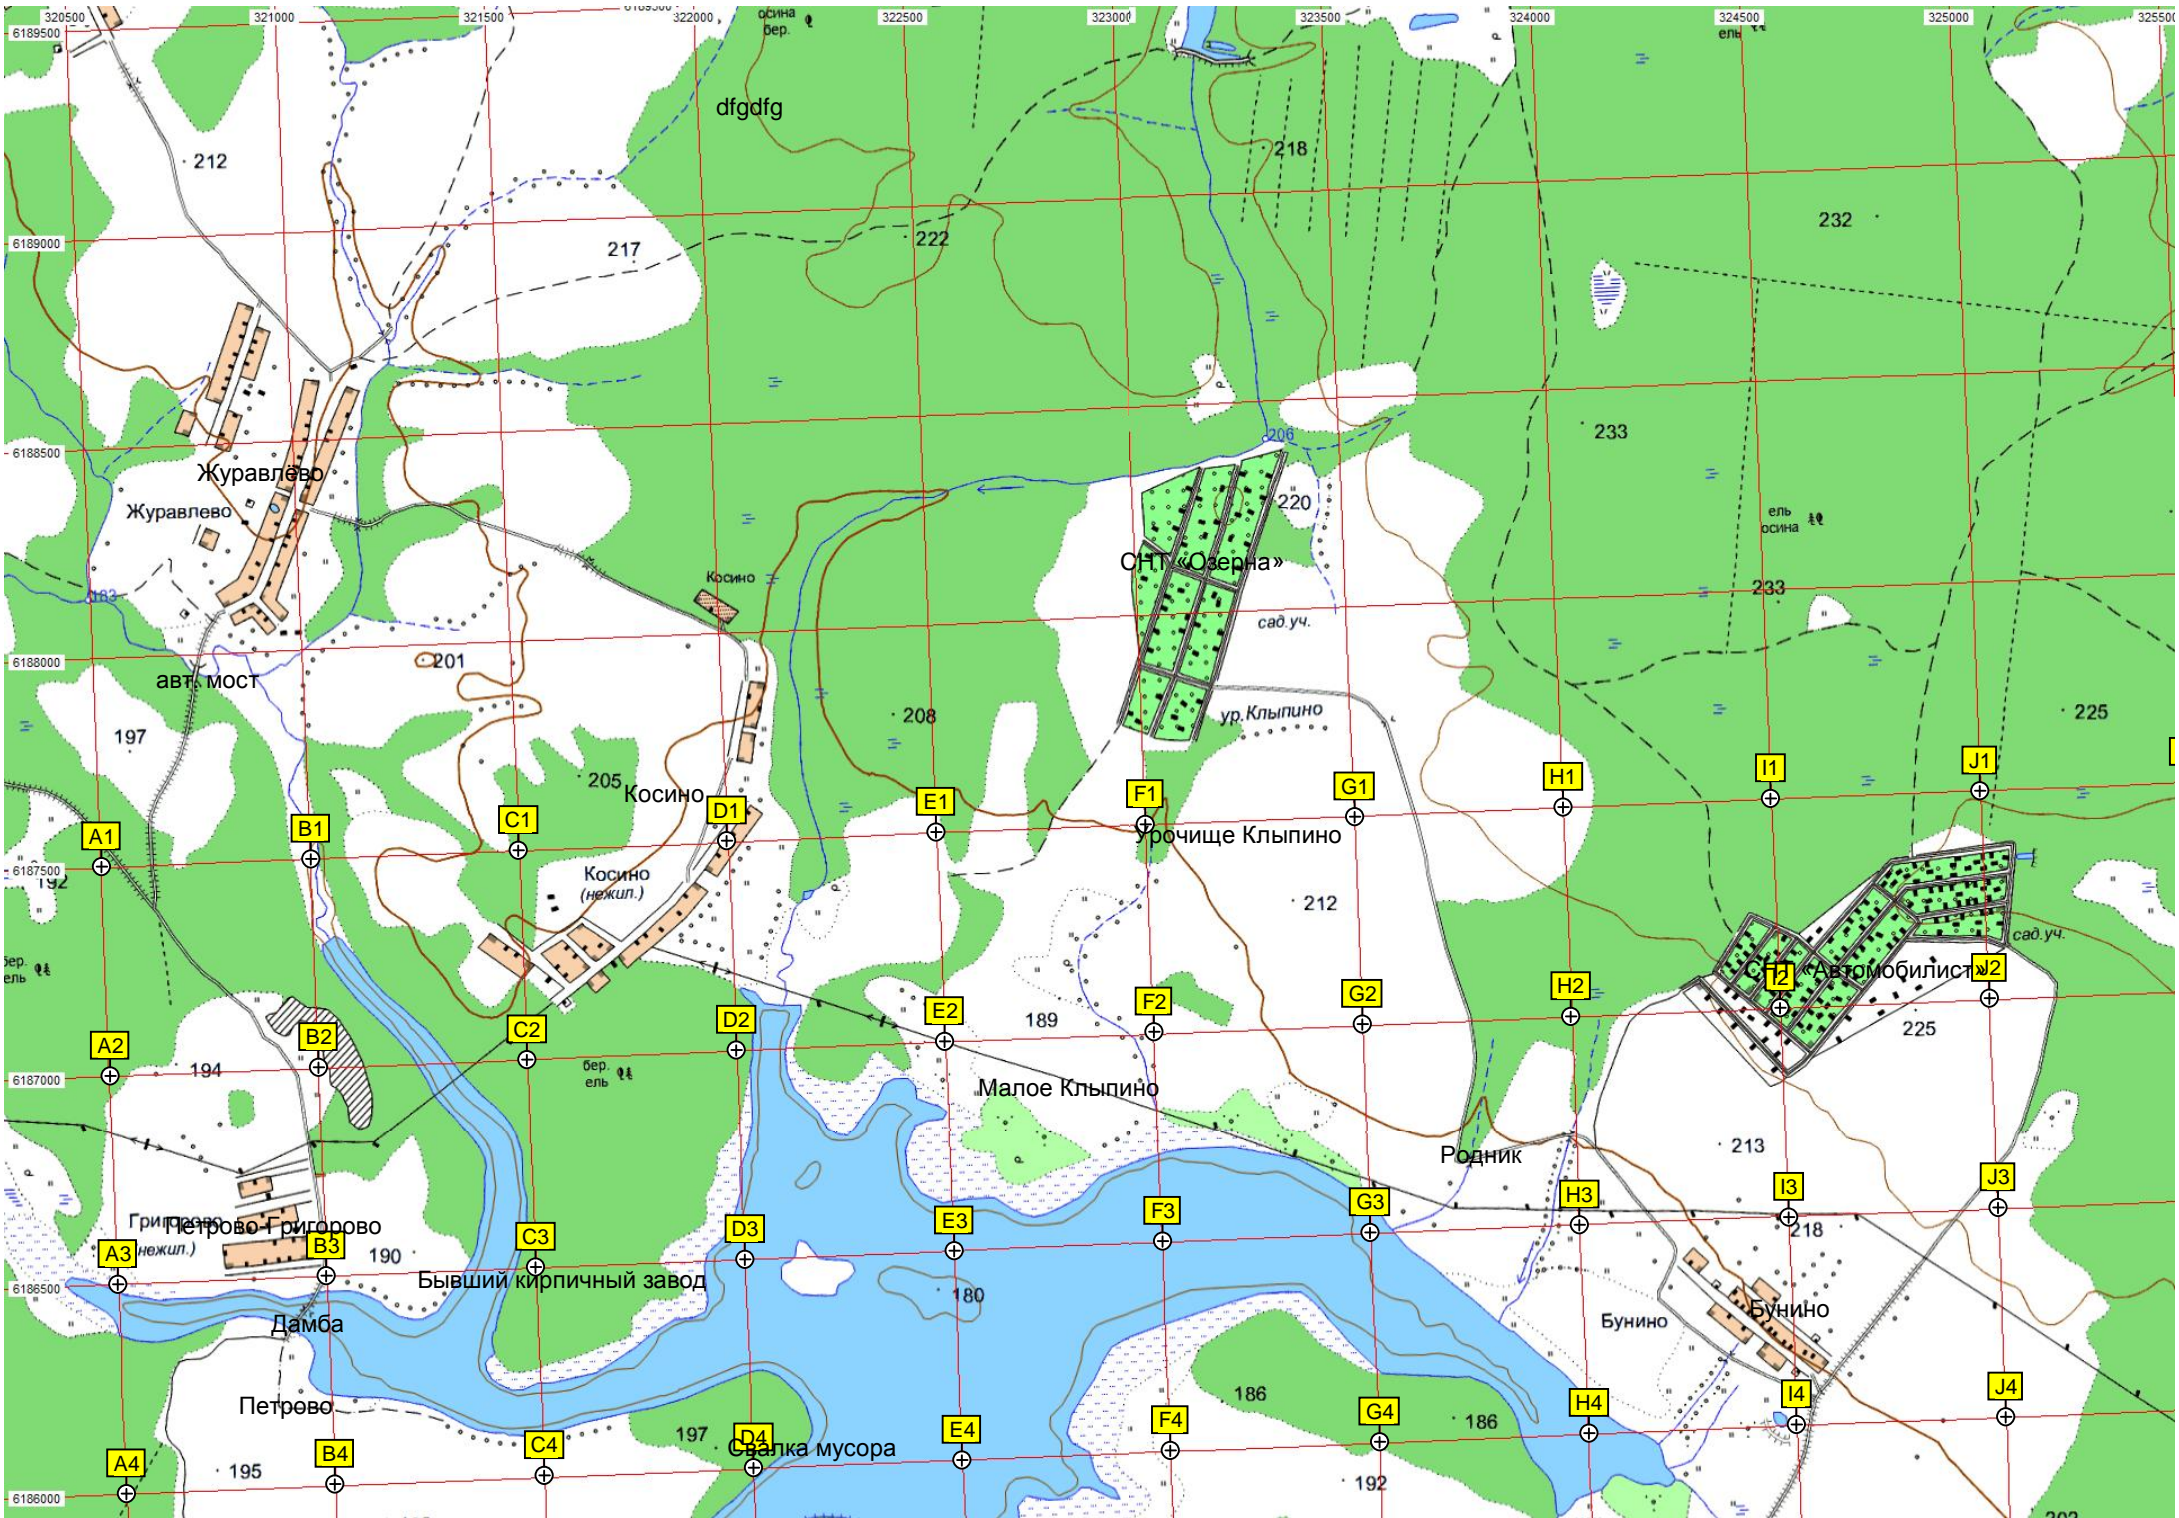 320500
321000
321500
6189500
322000
322500
323000
323500
324000
324500
325000
осина
бер.
ель
6189500
dfgdfg
212
218
232
217
222
6189000
233
206
6188500
Журавлёво
Журавлево
220
ель
осина
СНТ «Озерна»
Косино
183
233
сад.уч.
6188000
201
авт. мост
197
208
ур.Клыпино
225
205
Косино
I1
J1
H1
G1
F1
E1
D1
C1
B1
A1
Урочище Клыпино
6187500
192
Косино
(нежил.)
212
сад.уч.
бер.
ель
СНТ «Автомобилист»
I2
J2
H2
G2
F2
E2
D2
C2
B2
A2
189
225
194
бер.
ель
6187000
Малое Клыпино
213
Родник
J3
I3
H3
G3
F3
E3
D3
C3
B3
A3
Григорово
(нежил.)
Петрово-Григорово
190
218
6186500
Бывший кирпичный завод
180
Дамба
Бунино
Бунино
Петрово
186
186
J4
I4
H4
G4
F4
E4
D4
C4
B4
A4
197
Свалка мусора
195
192
6186000